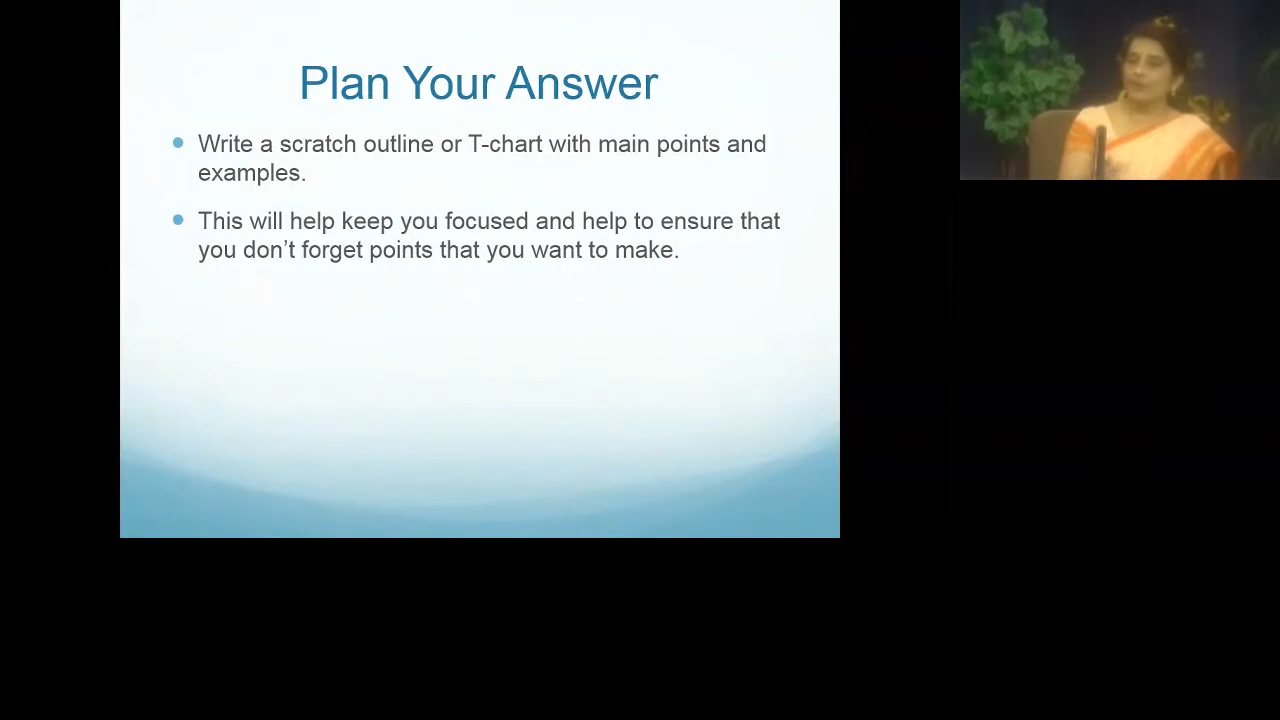 Plan Your Answer
Write a scratch outline or T-chart with main points and
examples.
This will help keep you focused and help to ensure that
you don’t forget points that you want to make.